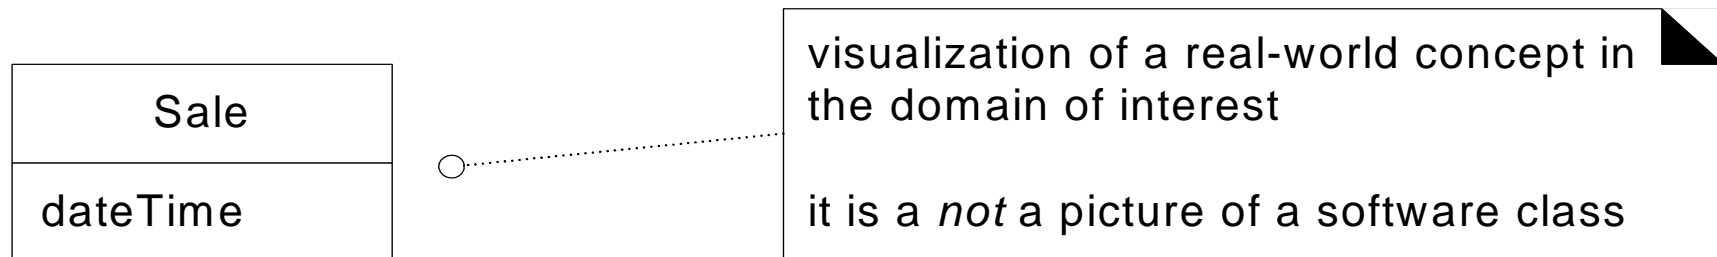 Sale
dateTime
visualization of a real-world concept in
the domain of interest
it is a not a picture of a software class